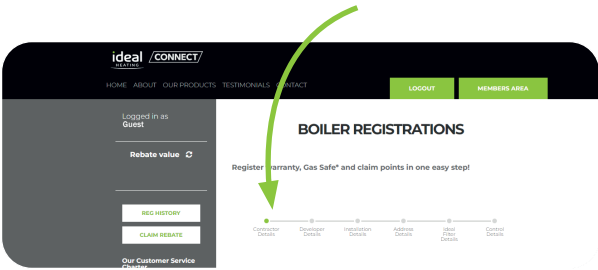 ideal
HEATING
CONNECT
HOME ABOUT OUR PRODUCTS TESTIMONIALS CONTACT
LOGOUT
MEMBERS AREA
Logged in as
Guest
Rebate value
REG HISTORY
CLAIM REBATE
Our Customer Service
Charter
BOILER REGISTRATIONS
Register warranty, Gas Safe* and claim points in one easy step!
Contractor
Details
Developer
Details
Installation
Details
Address
Details
Ideal
Filter
Details
Control
Details